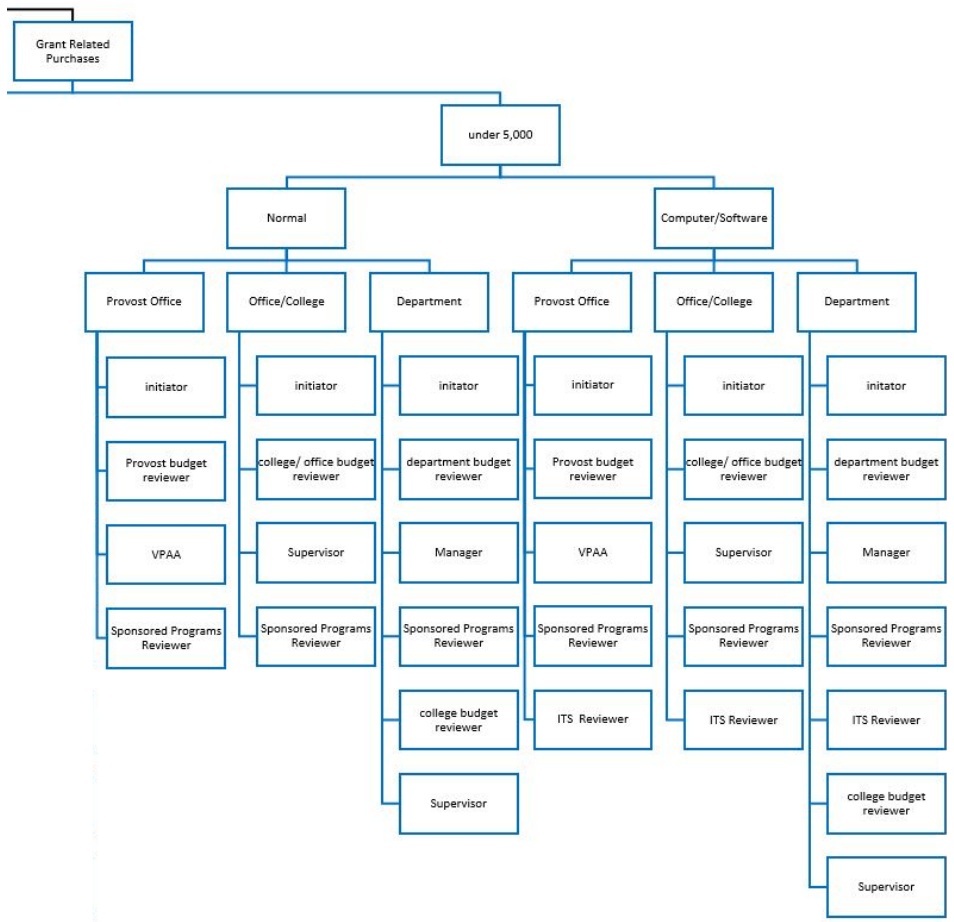 Grant Related
Purchases
under 5,000
Normal
Computer/Software
Provost Office
Office/College
Department
Provost Office
Office/College
Department
initiator
initiator
initator
initiator
initiator
initator
Provost budget
reviewer
college/ office budget
reviewer
department budget
reviewer
Provost budget
reviewer
college/ office budget
reviewer
department budget
reviewer
VPAA
Supervisor
Manager
VPAA
Supervisor
Manager
Sponsored Programs
Reviewer
Sponsored Programs
Reviewer
Sponsored Programs
Reviewer
Sponsored Programs
Reviewer
Sponsored Programs
Reviewer
Sponsored Programs
Reviewer
college budget
reviewer
ITS Reviewer
ITS Reviewer
ITS Reviewer
Supervisor
college budget
reviewer
Supervisor